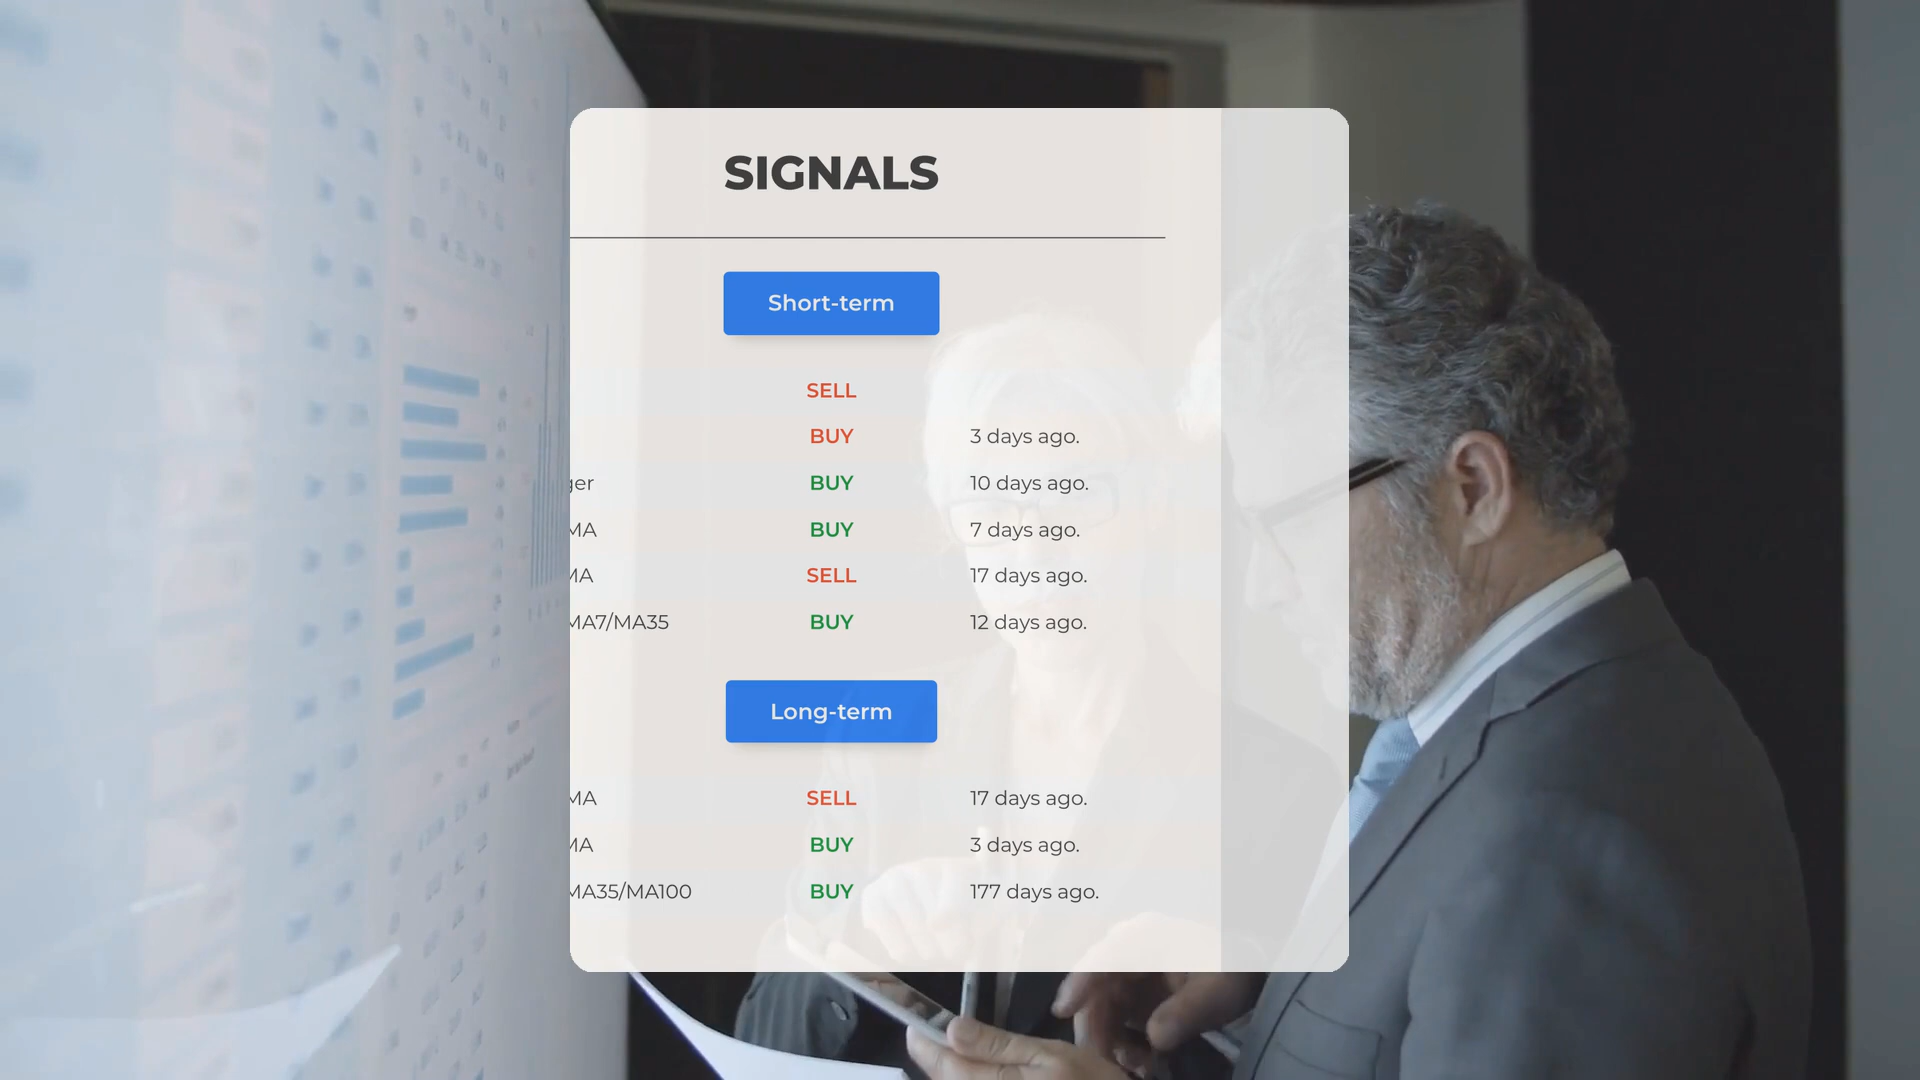 SIGNALS
Short-term
SELL
BUY 3 days ago.
ger BUY 10 days ago.
MA BUY 7 days ago.
MA SELL 17 days ago.
MA7/MA35 BUY 12 days ago.
Long-term
MA SELL 17 days ago.
MA BUY 3 days ago.
MA35/MA100 BUY 177 days ago.